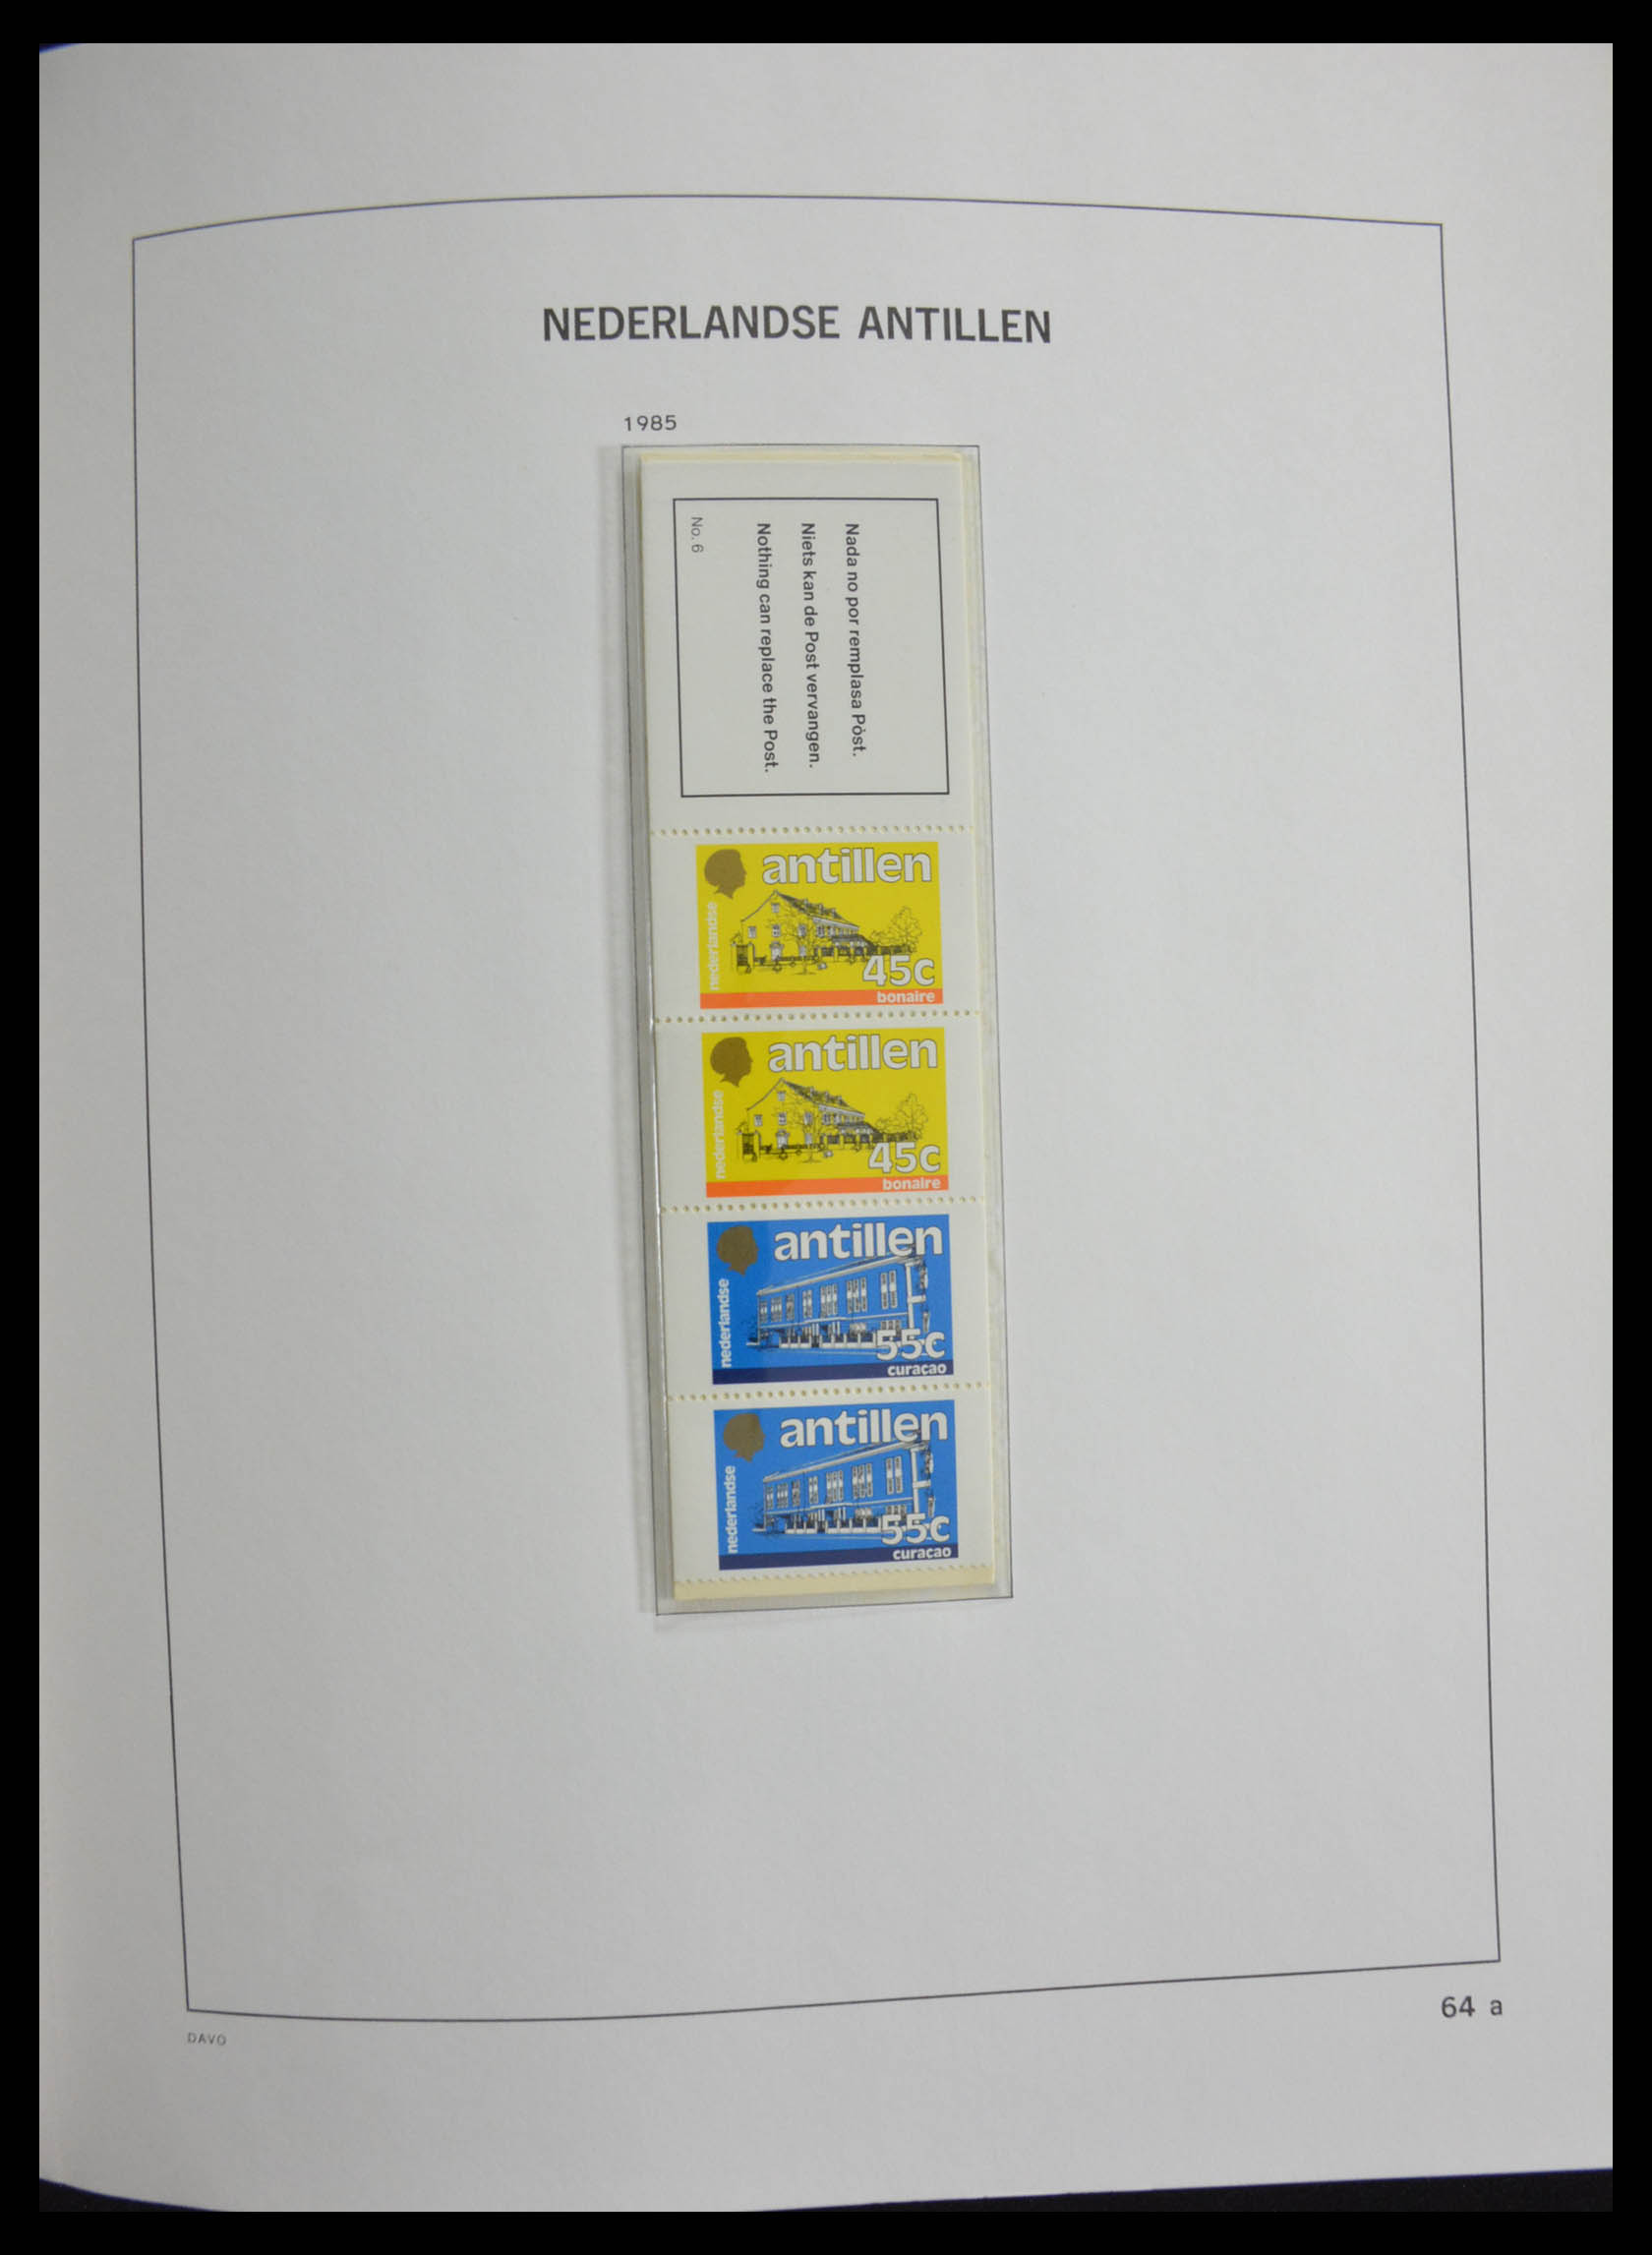 NEDERLANDSE ANTILLEN
1985
Nada no por remplasa Pòst.
Niets kan de Post vervangen.
Nothing can replace the Post.
No. 6
antillen
nederlandse
45c
bonaire
antillen
nederlandse
45c
bonaire
antillen
nederlandse
55c
curaçao
antillen
nederlandse
55c
curaçao
64 a
DAVO